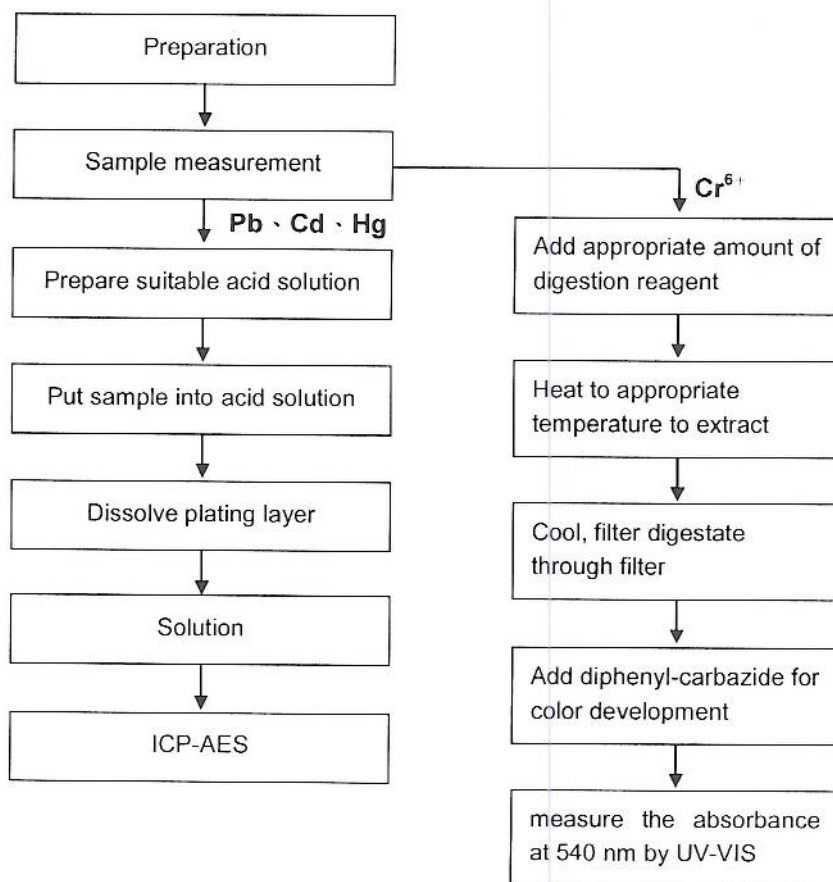 Preparation
Sample measurement
Pb、Cd、Hg
Prepare suitable acid solution
Put sample into acid solution
Dissolve plating layer
Solution
ICP-AES
Cr⁶⁺
Add appropriate amount of
digestion reagent
Heat to appropriate
temperature to extract
Cool, filter digestate
through filter
Add diphenyl-carbazide for
color development
measure the absorbance
at 540 nm by UV-VIS